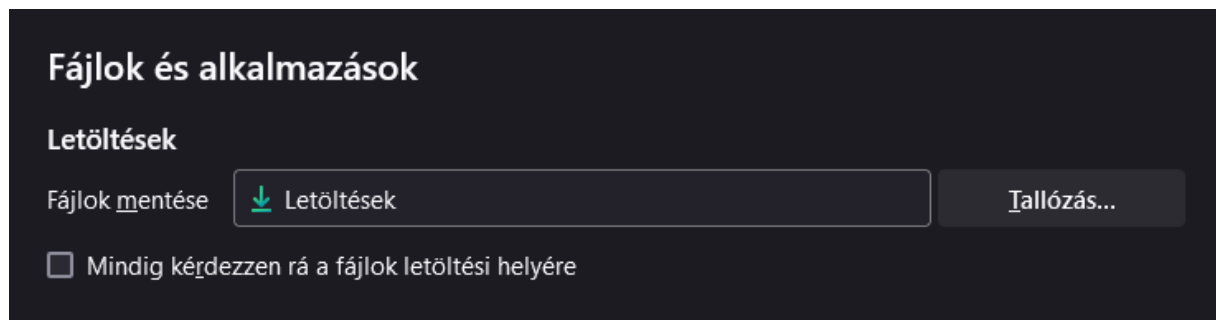 Fájlok és alkalmazások
Letöltések
Fájlok mentése Letöltések Tallózás...
Mindig kérdezzen rá a fájlok letöltési helyére